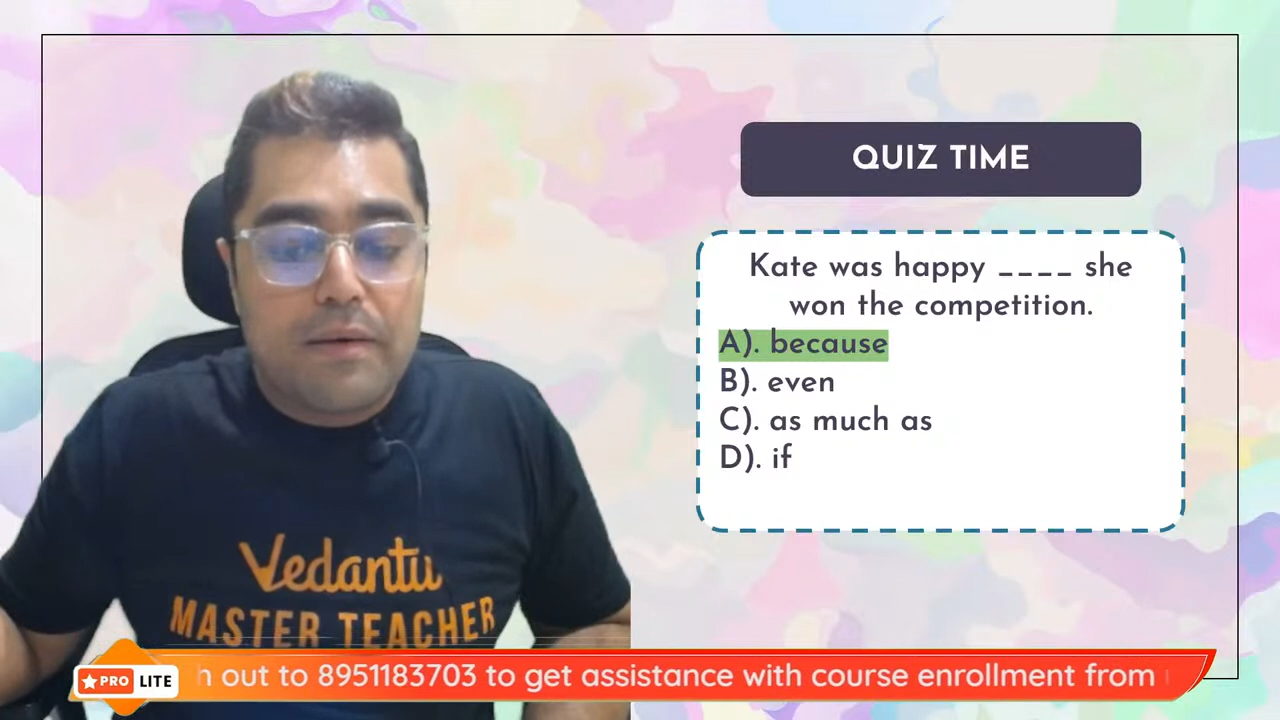 QUIZ TIME
Kate was happy ____ she
won the competition.
A). because
B). even
C). as much as
D). if
Vedantu
MASTER TEACHER
PRO LITE
h out to 8951183703 to get assistance with course enrollment from